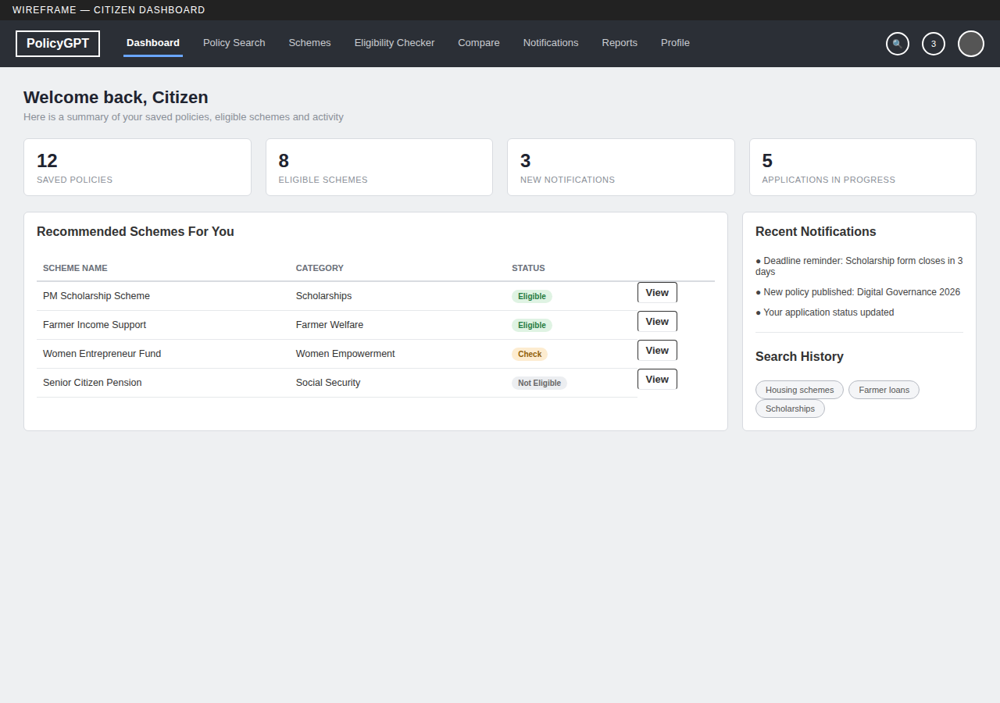 WIREFRAME — CITIZEN DASHBOARD
PolicyGPT
Dashboard
Policy Search
Schemes
Eligibility Checker
Compare
Notifications
Reports
Profile
3
Welcome back, Citizen
Here is a summary of your saved policies, eligible schemes and activity
12
SAVED POLICIES
8
ELIGIBLE SCHEMES
3
NEW NOTIFICATIONS
5
APPLICATIONS IN PROGRESS
Recommended Schemes For You
SCHEME NAME CATEGORY STATUS
PM Scholarship Scheme Scholarships Eligible View
Farmer Income Support Farmer Welfare Eligible View
Women Entrepreneur Fund Women Empowerment Check View
Senior Citizen Pension Social Security Not Eligible View
Recent Notifications
● Deadline reminder: Scholarship form closes in 3
days
● New policy published: Digital Governance 2026
● Your application status updated
Search History
Housing schemes
Farmer loans
Scholarships